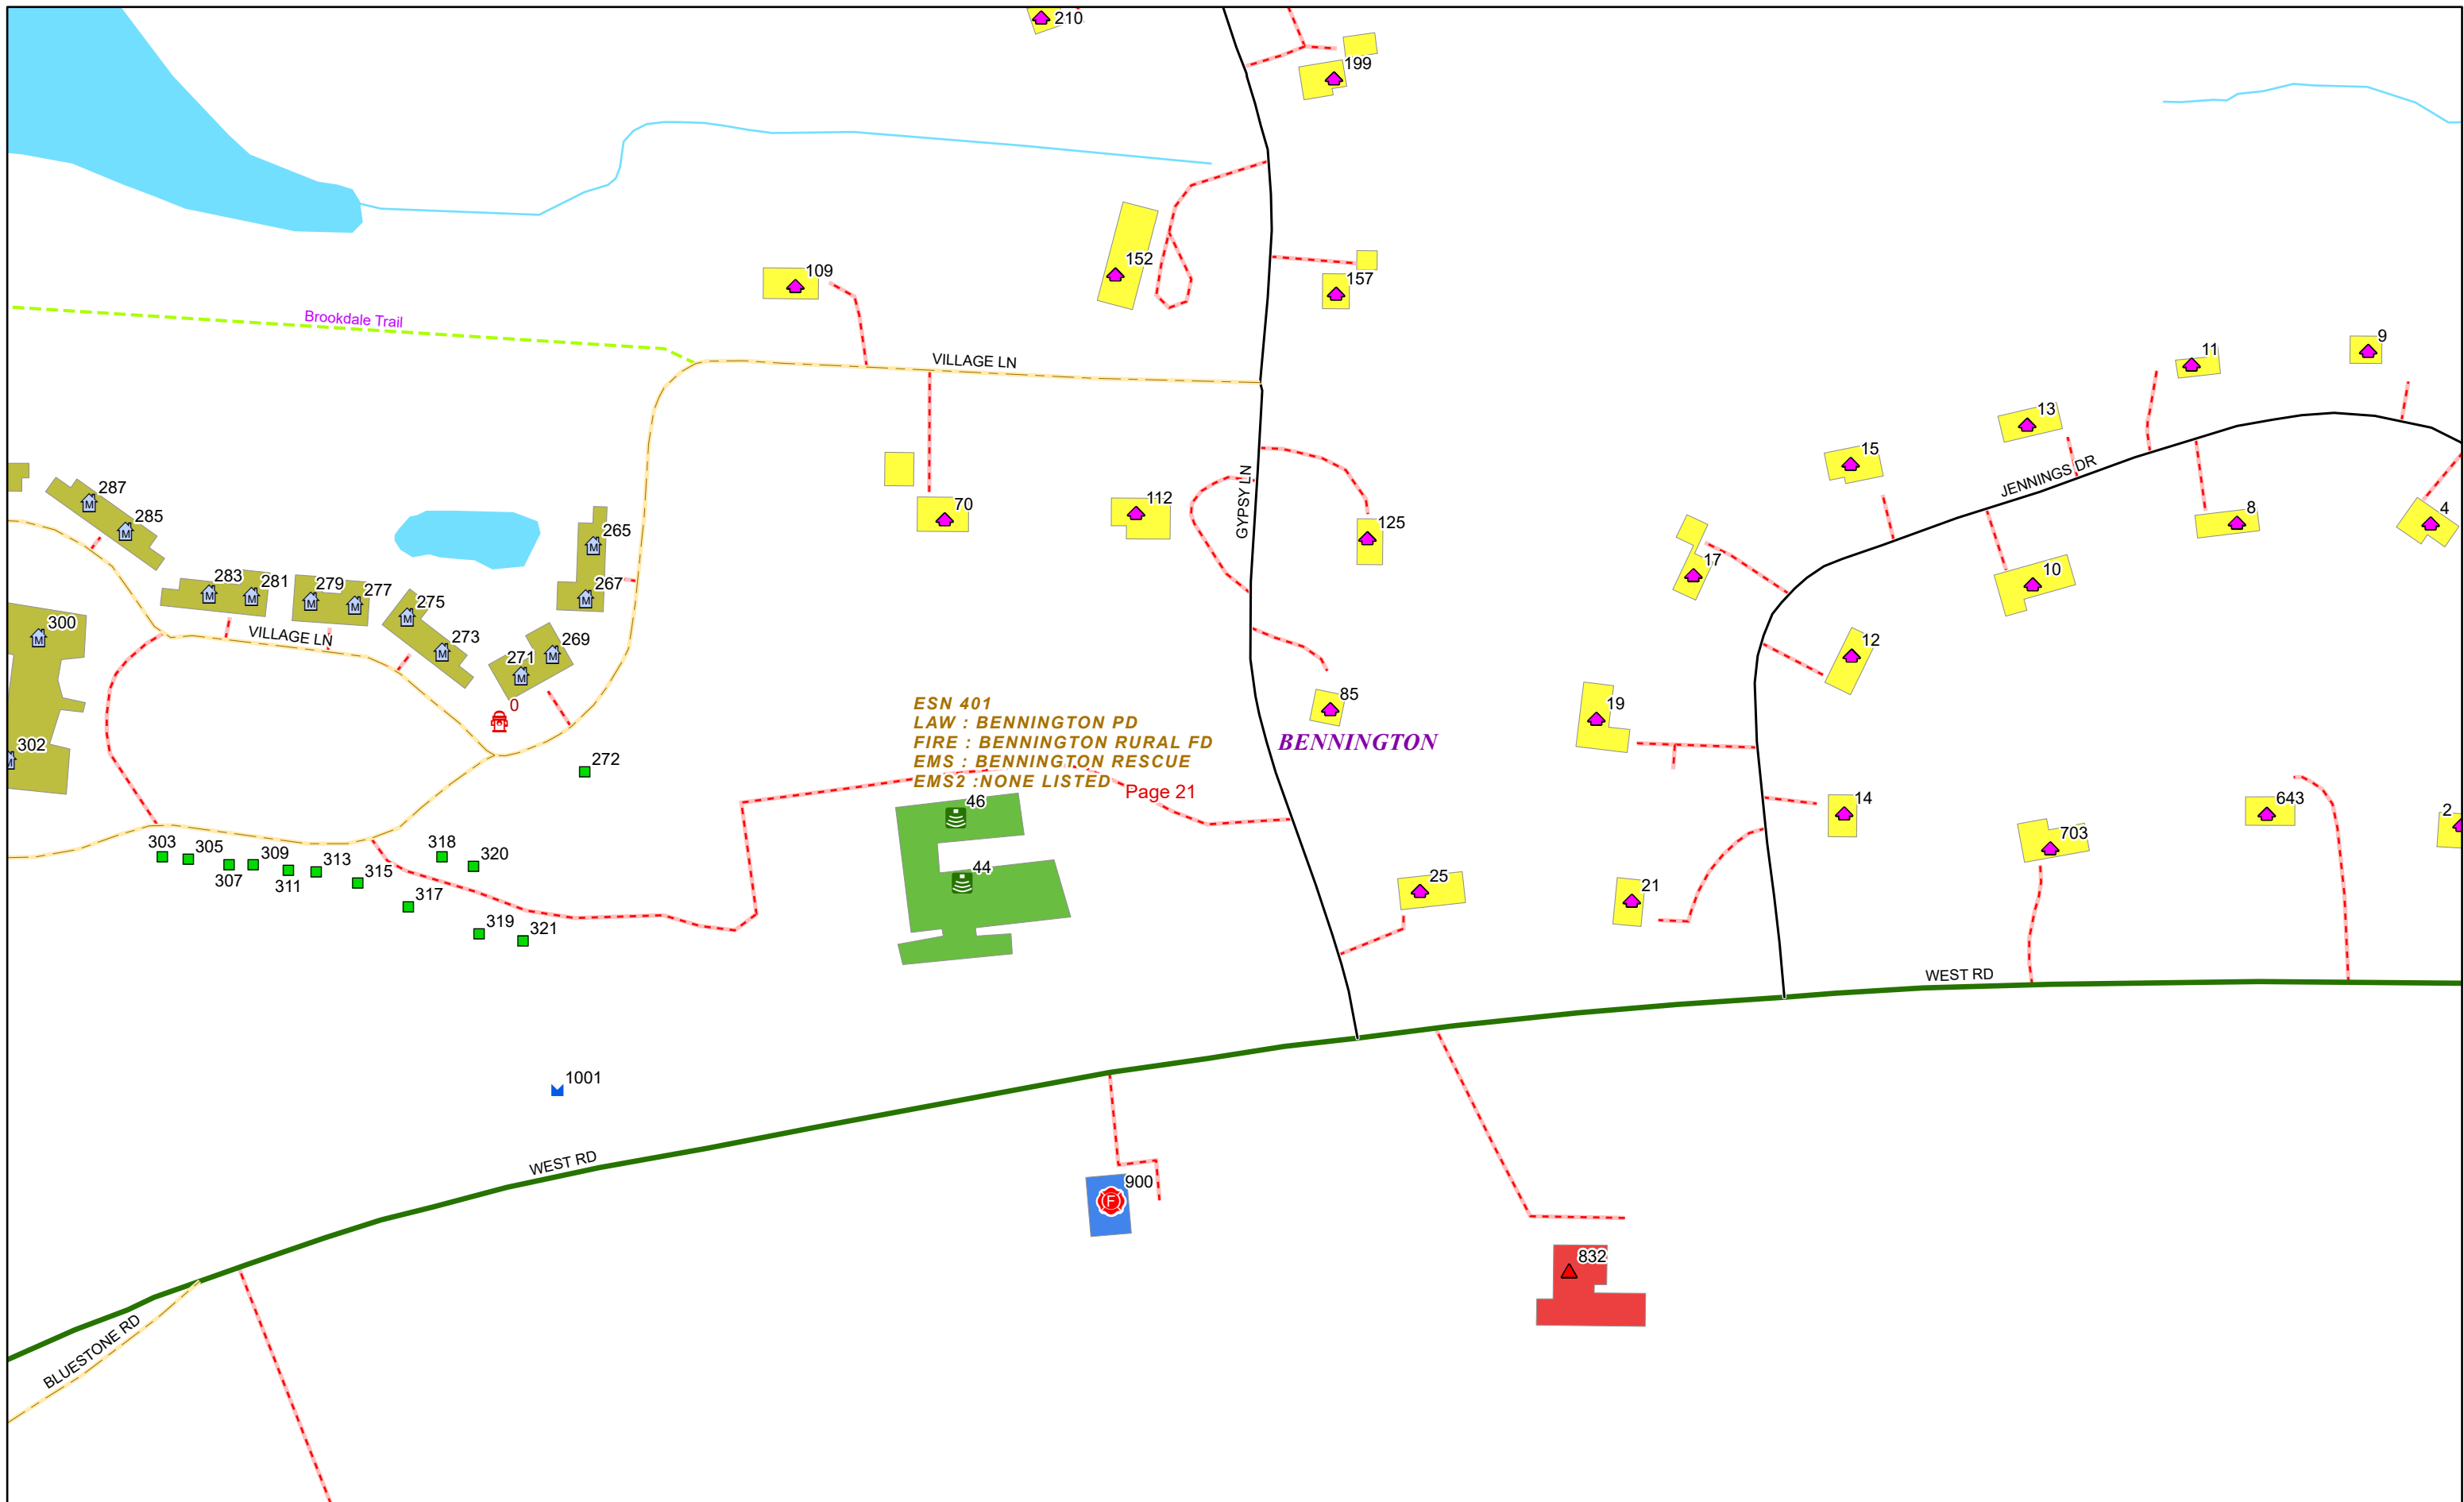 210
199
152
157
109
Brookdale Trail
VILLAGE LN
9
11
13
15
JENNINGS DR
GYPSY LN
287
285
265
70
112
125
8
4
283
281
279
277
275
267
17
10
300
VILLAGE LN
273
269
271
12
0
85
19
302
272
ESN 401
LAW : BENNINGTON PD
FIRE : BENNINGTON RURAL FD
EMS : BENNINGTON RESCUE
EMS2 :NONE LISTED
BENNINGTON
Page 21
46
14
643
2
703
303
305
307
309
311
313
315
318
320
317
319
321
44
25
21
WEST RD
1001
WEST RD
900
F
832
BLUESTONE RD
M
M
M
M
M
M
M
M
M
M
M
M
M
M